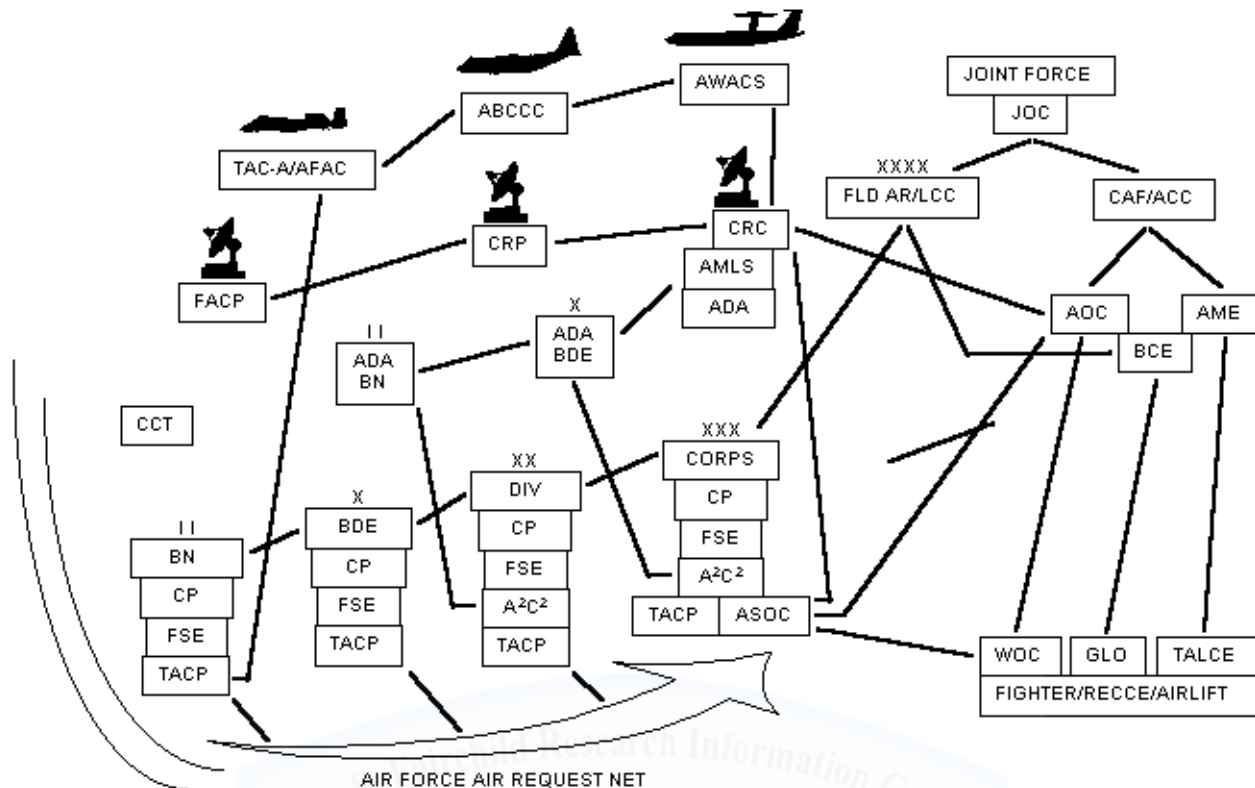 AWACS
JOINT FORCE
JOC
ABCCC
TAC-A/AFAC
XXXX
FLD AR/LCC
CAF/ACC
CRP
CRC
AMLS
ADA
FACP
AOC
AME
BCE
X
ADA
BDE
II
ADA
BN
CCT
XXX
CORPS
CP
FSE
A²C²
TACP
ASOC
XX
DIV
CP
FSE
A²C²
TACP
X
BDE
CP
FSE
TACP
II
BN
CP
FSE
TACP
WOC
GLO
TALCE
FIGHTER/RECCE/AIRLIFT
Fairchild Research Information
AIR FORCE AIR REQUEST NET